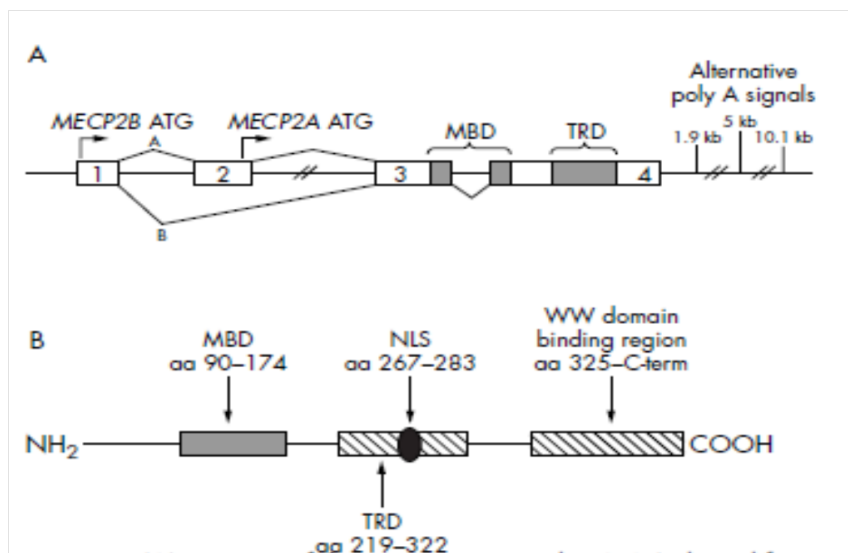 A
Alternative
poly A signals
MECP2B ATG
MECP2A ATG
MBD
TRD
1.9 kb
5 kb
10.1 kb
A
1
2
3
4
B
B
MBD
aa 90–174
NLS
aa 267–283
WW domain
binding region
aa 325–C-term
NH2
COOH
TRD
aa 219–322